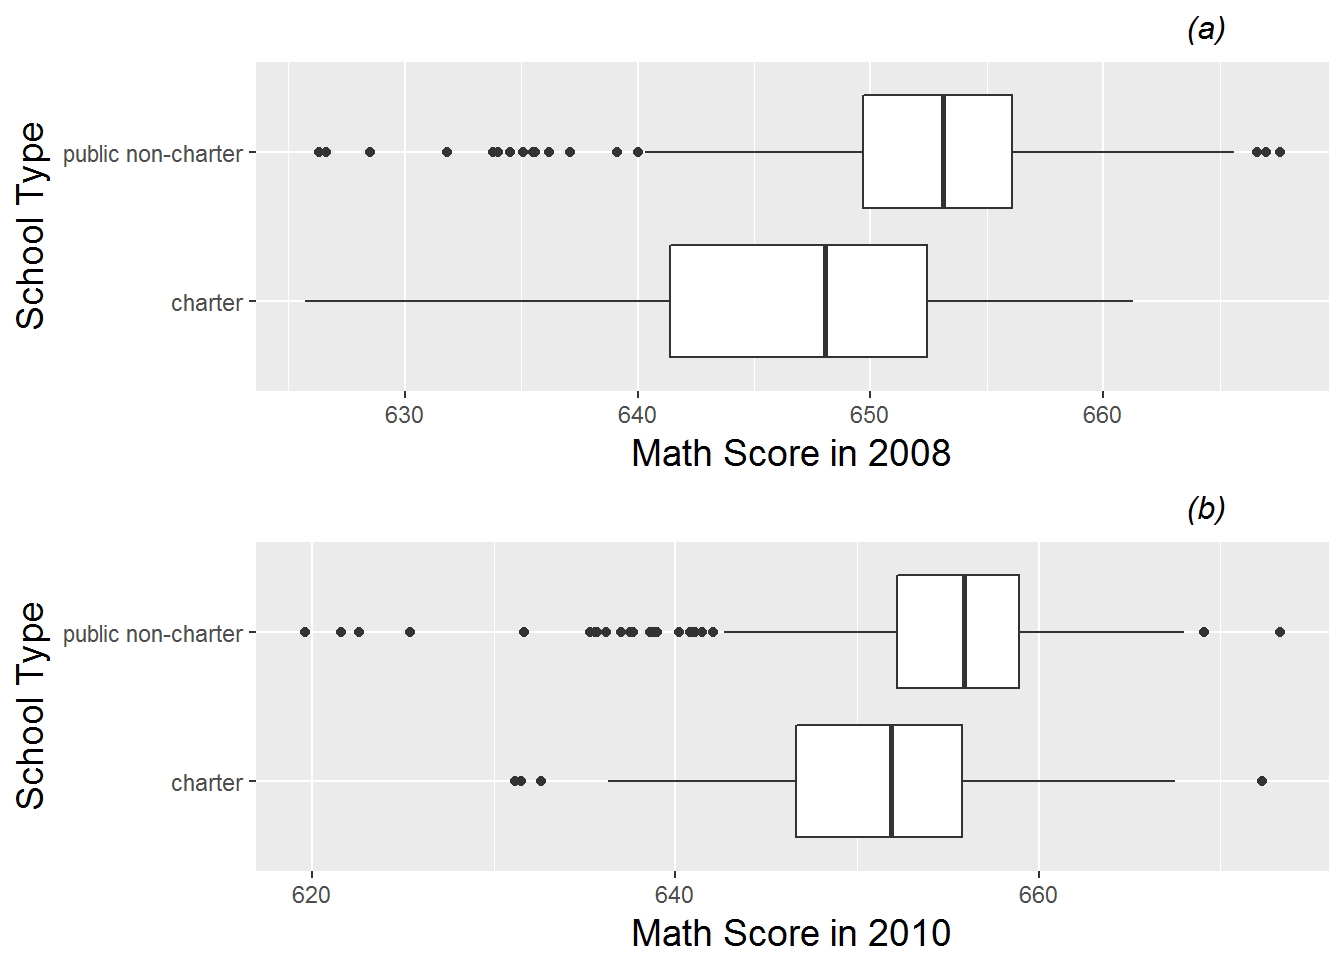 (a)
School Type
public non-charter
charter
630 640 650 660
Math Score in 2008
(b)
School Type
public non-charter
charter
620 640 660
Math Score in 2010